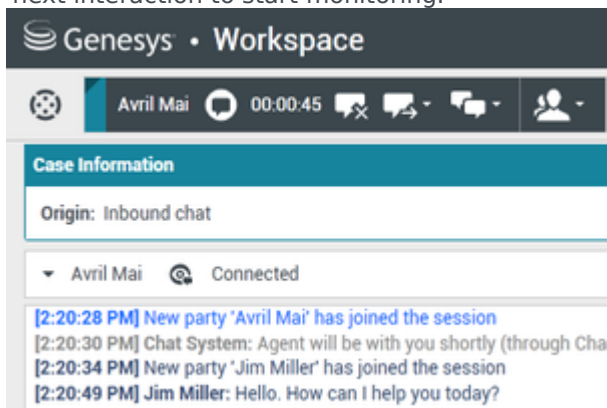 next interaction to start monitoring.
Genesys · Workspace
Avril Mai 00:00:45
Case Information
Origin: Inbound chat
Avril Mai Connected
[2:20:28 PM] New party 'Avril Mai' has joined the session
[2:20:30 PM] Chat System: Agent will be with you shortly (through Cha
[2:20:34 PM] New party 'Jim Miller' has joined the session
[2:20:49 PM] Jim Miller: Hello. How can I help you today?